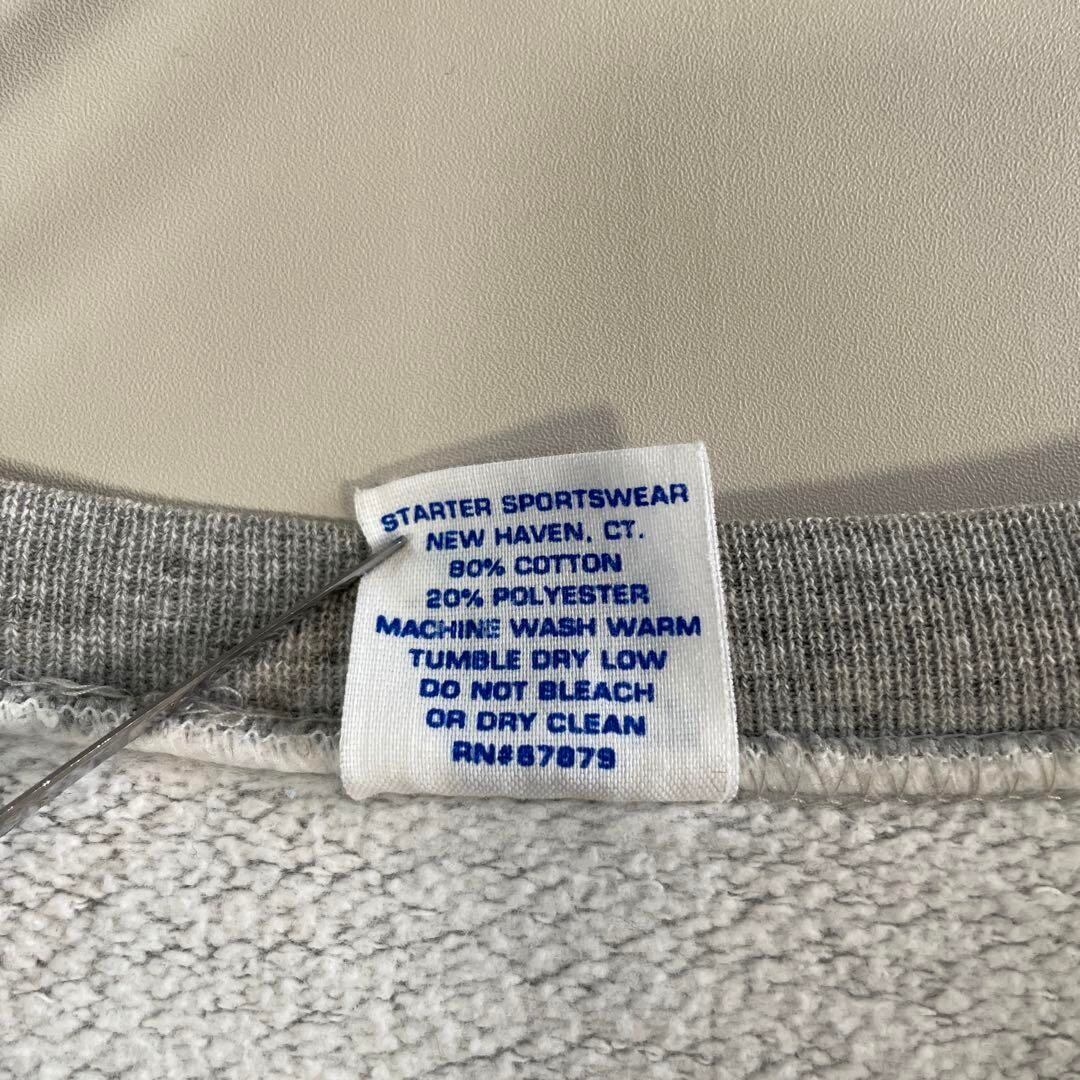 STARTER SPORTSWEAR
NEW HAVEN, CT.
80% COTTON
20% POLYESTER
MACHINE WASH WARM
TUMBLE DRY LOW
DO NOT BLEACH
OR DRY CLEAN
RN#67879